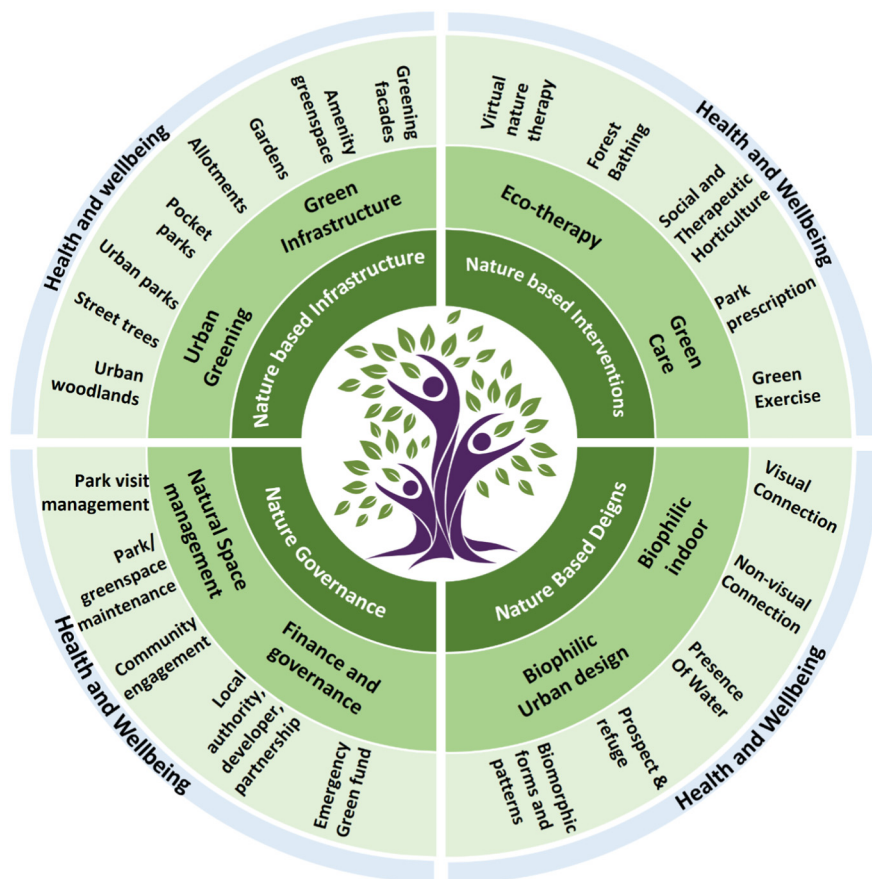 Health and wellbeing
Urban
woodlands
Street trees
Urban parks
Pocket
parks
Allotments
Gardens
Amenity
greenspace
Greening
facades
Urban
Greening
Green
Infrastructure
Nature based Infrastructure
Health and Wellbeing
Virtual
nature
therapy
Forest
Bathing
Social and
Therapeutic
Horticulture
Park
prescription
Green
Exercise
Eco-therapy
Green
Care
Nature based Interventions
Park visit
management
Park/
greenspace
maintenance
Community
engagement
Local
authority,
developer,
partnership
Emergency
Green fund
Natural Space
management
Finance and
governance
Nature Governance
Health and Wellbeing
Visual
Connection
Non-visual
Connection
Presence
Of Water
Prospect &
refuge
Biomorphic
forms and
patterns
Biophilic
indoor
Biophilic
Urban design
Nature Based Deigns
Health and Wellbeing